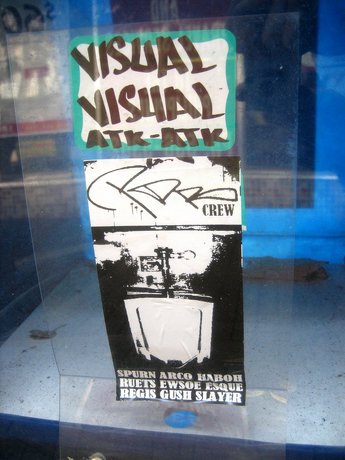 VISUAL
VISUAL
ATK-ATK
CREW
SPURN ARCO HABOH
RUETS EWSOE ESQUE
REGIS GUSH SLAYER